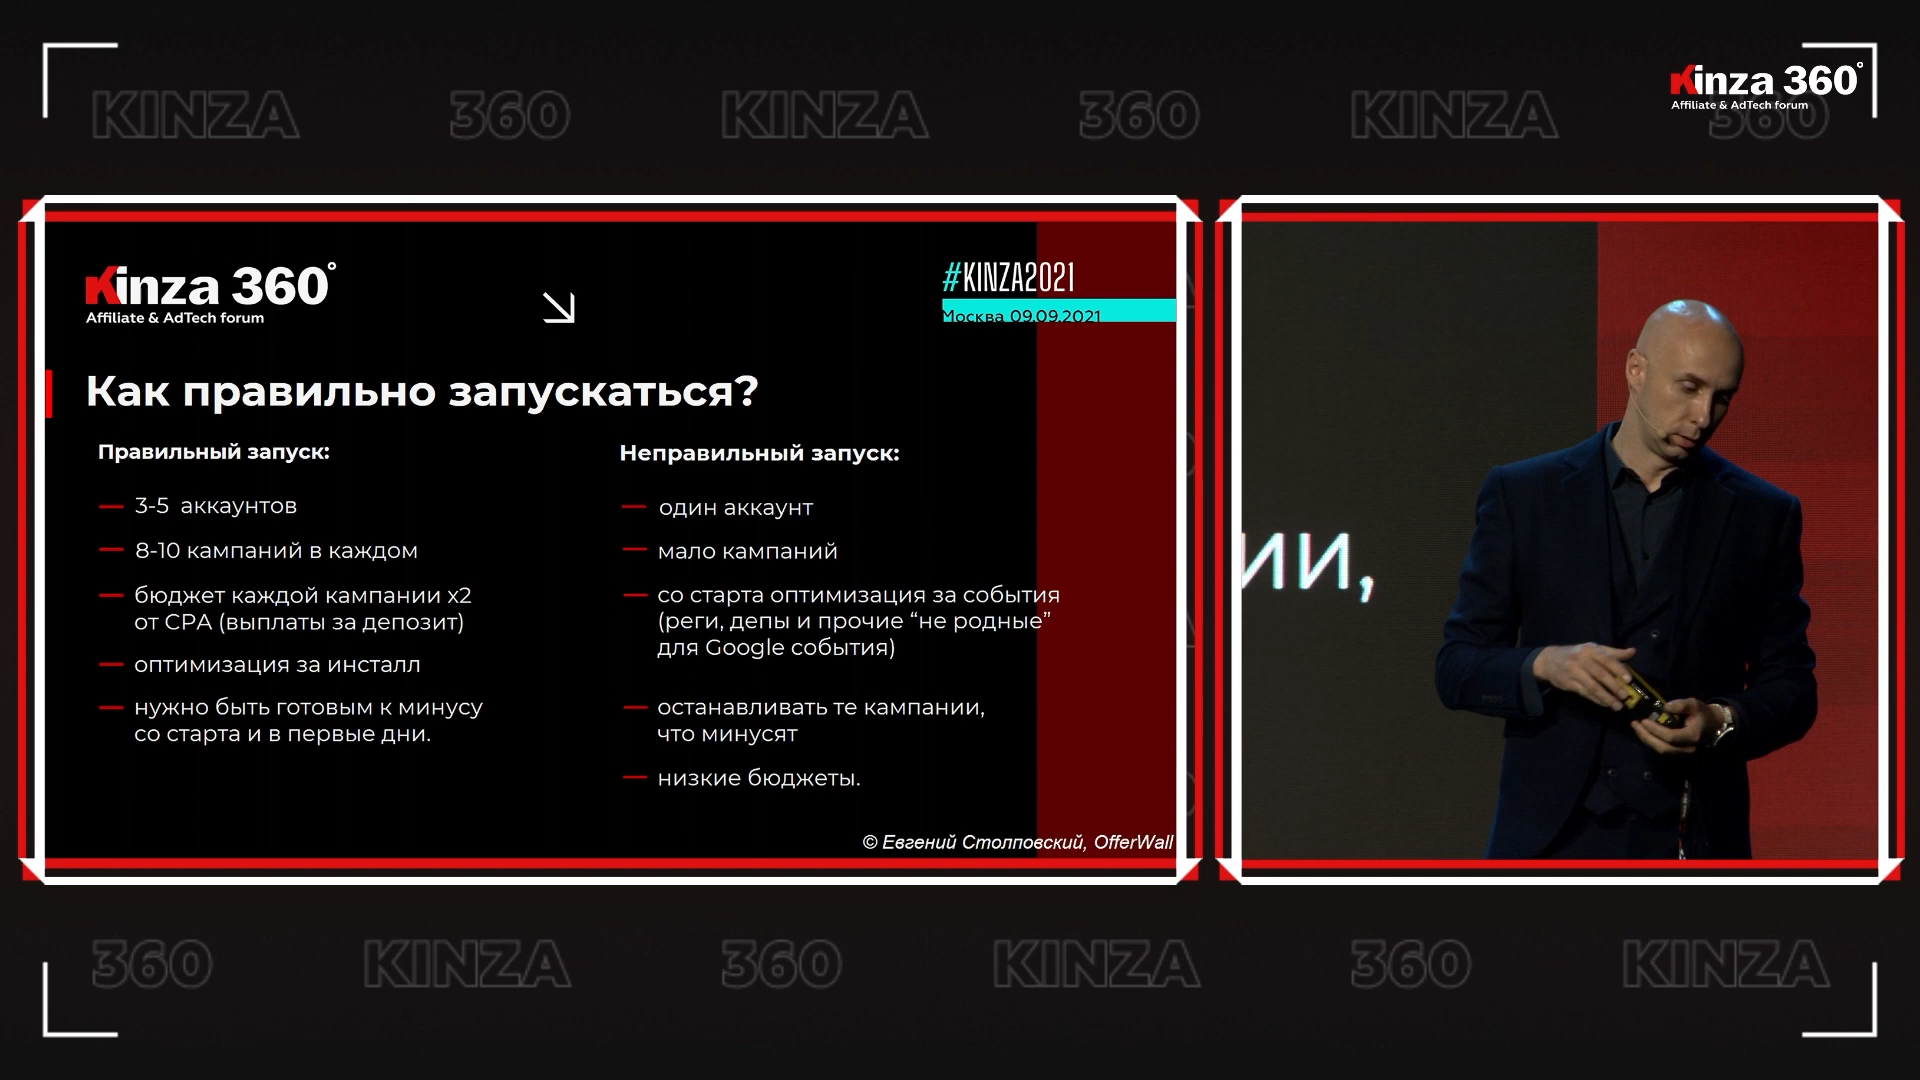 KINZA 360 KINZA 360 KINZA 360
Kinza 360°
Affiliate & AdTech forum
Kinza 360°
Affiliate & AdTech forum
#KINZA2021
Москва 09.09.2021
Как правильно запускаться?
Правильный запуск:
— 3-5 аккаунтов
— 8-10 кампаний в каждом
— бюджет каждой кампании х2
от CPA (выплаты за депозит)
— оптимизация за инсталл
— нужно быть готовым к минусу
со старта и в первые дни.
Неправильный запуск:
— один аккаунт
— мало кампаний
— со старта оптимизация за события
(реги, депы и прочие “не родные”
для Google события)
— останавливать те кампании,
что минусят
— низкие бюджеты.
© Евгений Столповский, OfferWall
ии,
360 KINZA 360 KINZA 360 KINZA